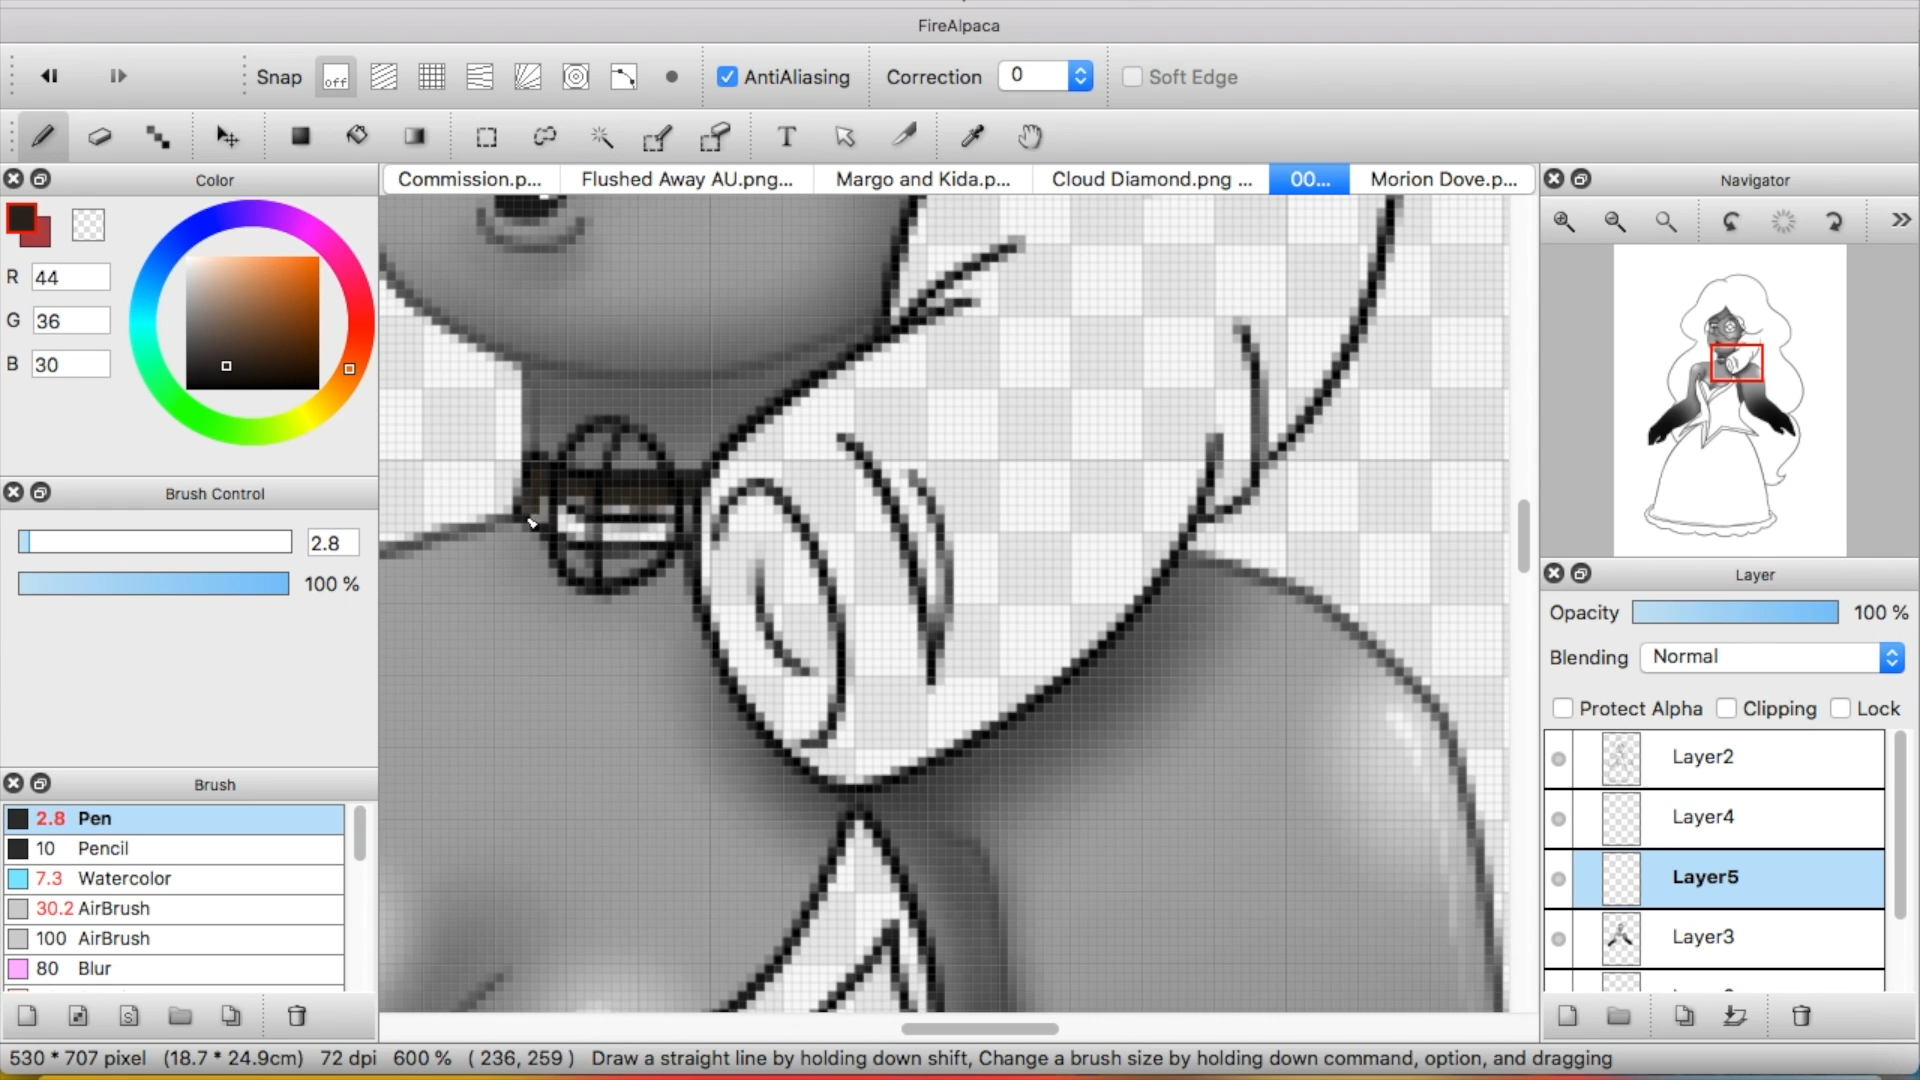 FireAlpaca
Snap off AntiAliasing Correction 0 Soft Edge
T
Color
Commission.p... Flushed Away AU.png... Margo and Kida.p... Cloud Diamond.png ... 00... Morion Dove.p...
Navigator
R 44
G 36
B 30
Brush Control
2.8
100 %
Layer
Opacity 100 %
Blending Normal
Protect Alpha Clipping Lock
Layer2
Layer4
Layer5
Layer3
Brush
2.8 Pen
10 Pencil
7.3 Watercolor
30.2 AirBrush
100 AirBrush
80 Blur
530 * 707 pixel (18.7 * 24.9cm) 72 dpi 600 % ( 236, 259 ) Draw a straight line by holding down shift, Change a brush size by holding down command, option, and dragging